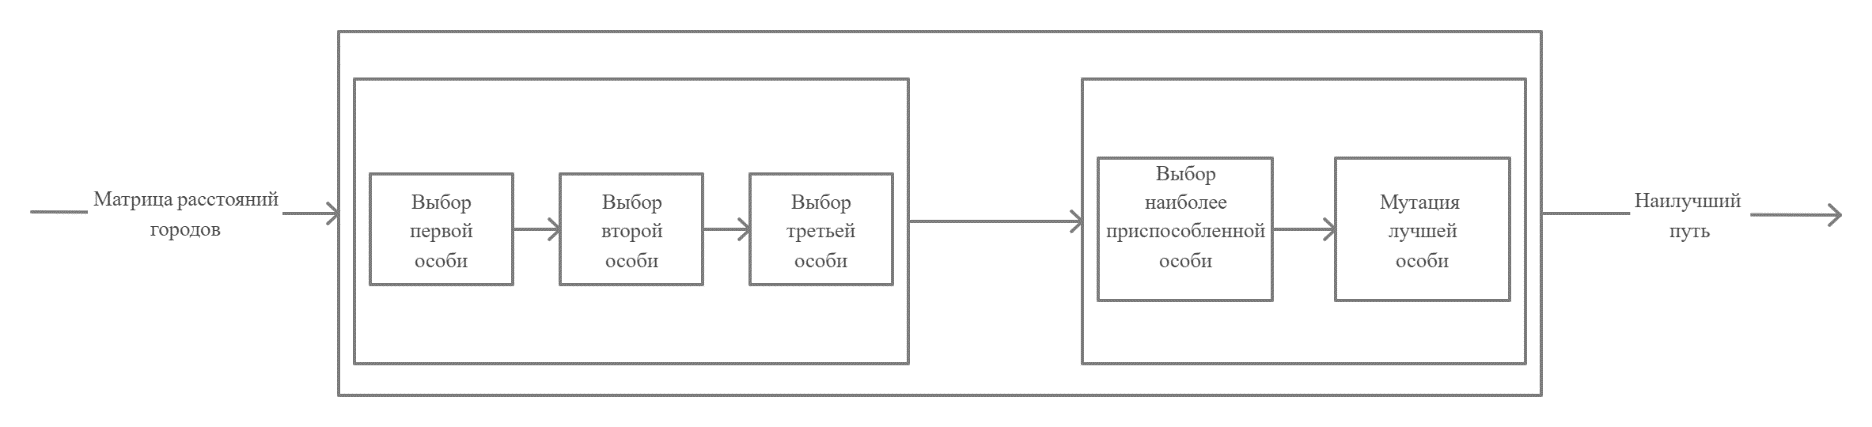 Матрица расстояний
городов
Выбор
первой
особи
Выбор
второй
особи
Выбор
третьей
особи
Выбор
наиболее
приспособленной
особи
Мутация
лучшей
особи
Наилучший
путь